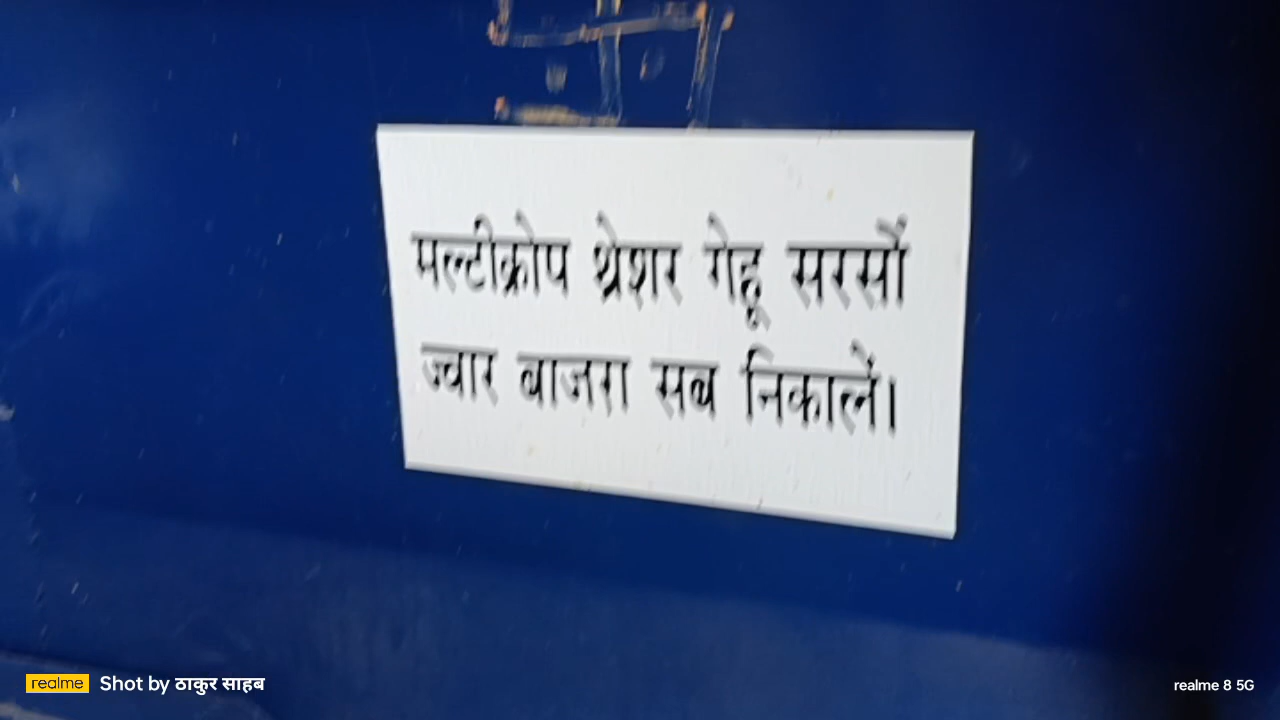 मल्टीक्रोप थ्रेशर गेहू सरसौं
ज्वार बाजरा सब निकालें।
realme Shot by ठाकुर साहब
realme 8 5G